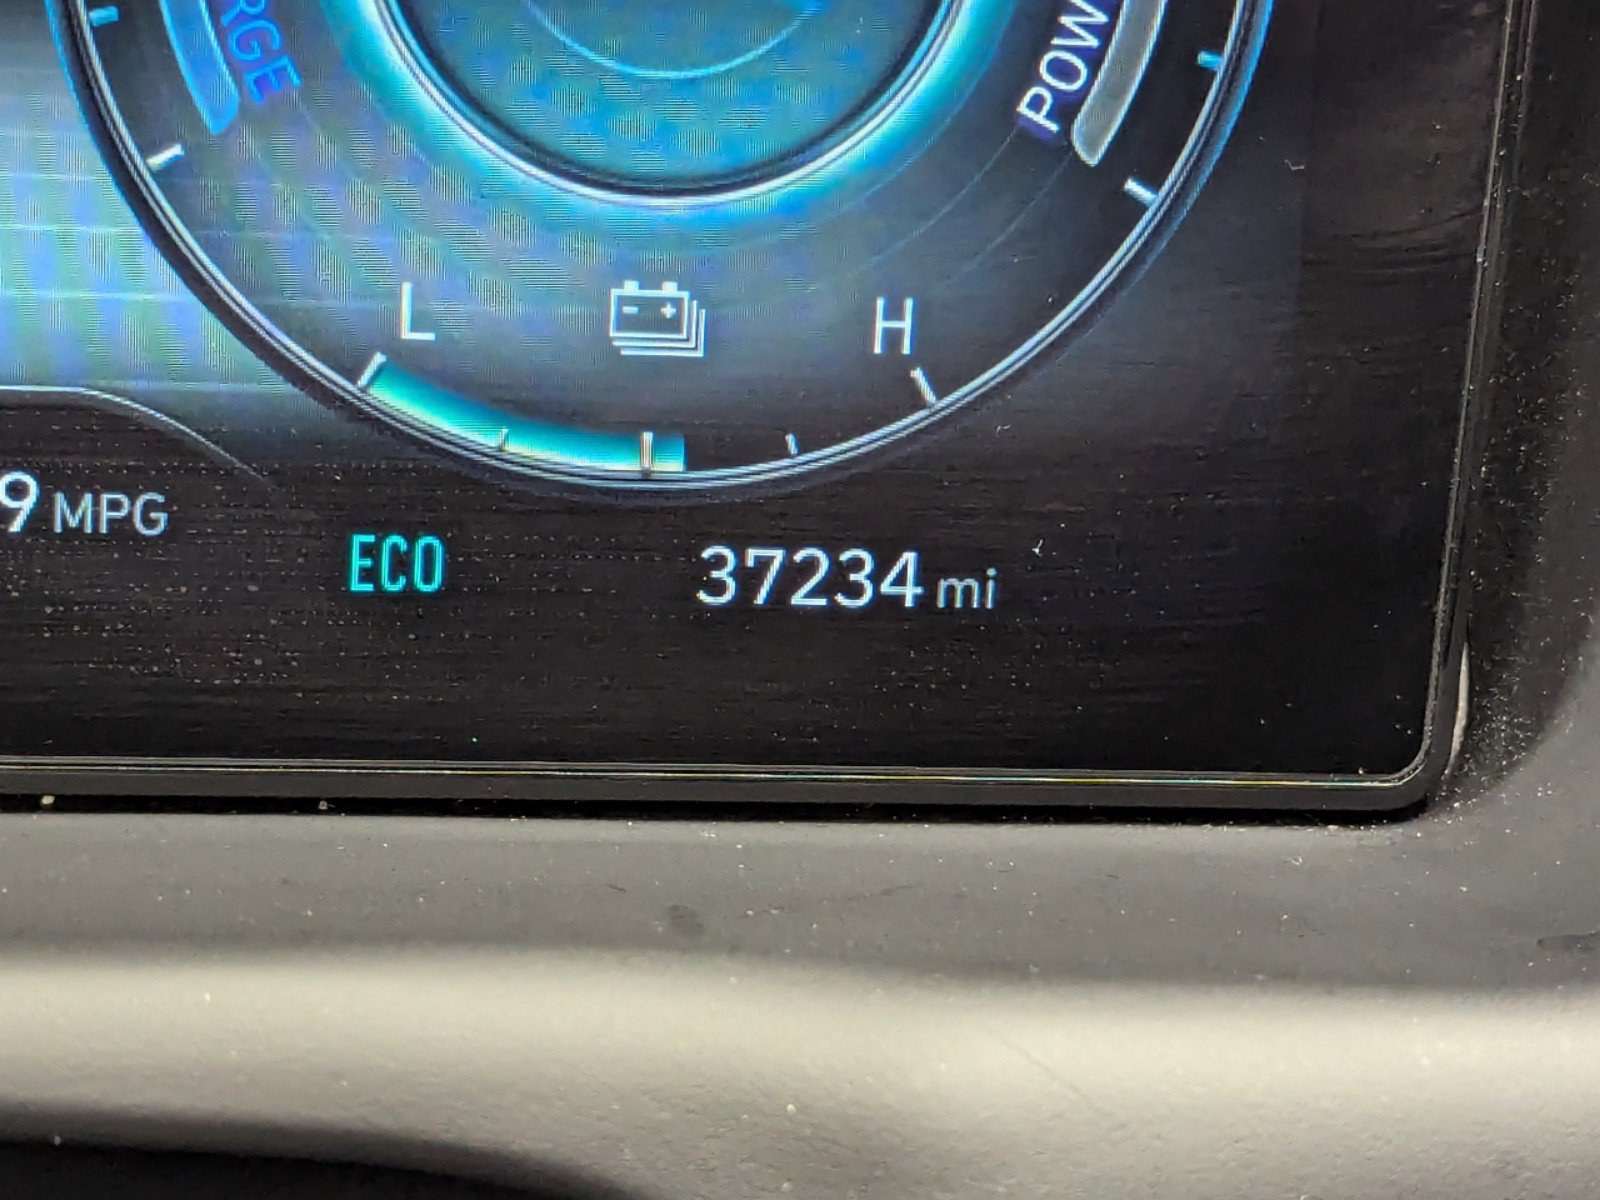 RGE
POW
L
H
9 MPG
ECO
37234 mi